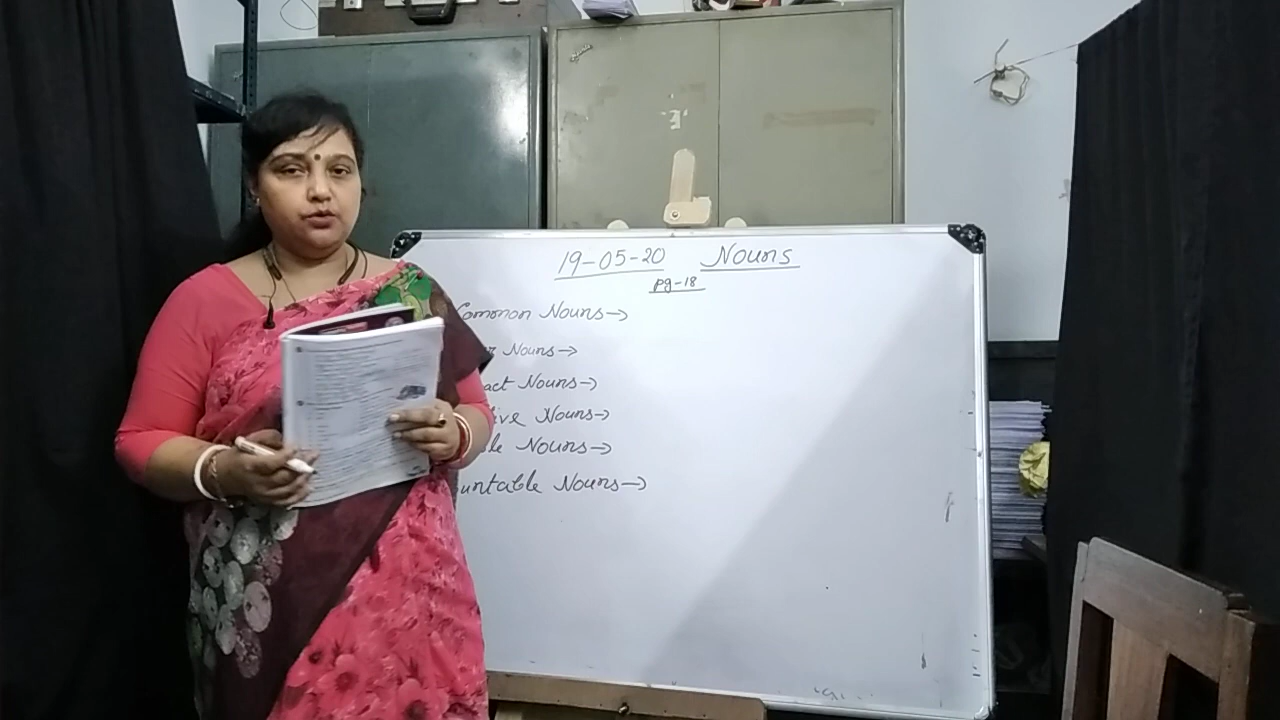 19-05-20 Nouns
pg-18
Common Nouns→
Nouns→
act Nouns→
ive Nouns→
le Nouns→
untable Nouns→